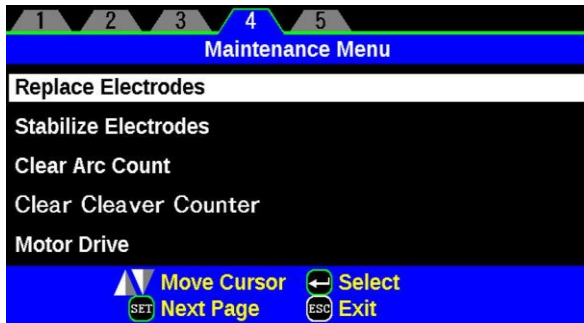 1 2 3 4 5
Maintenance Menu
Replace Electrodes
Stabilize Electrodes
Clear Arc Count
Clear Cleaver Counter
Motor Drive
Move Cursor Select
SET Next Page ESC Exit